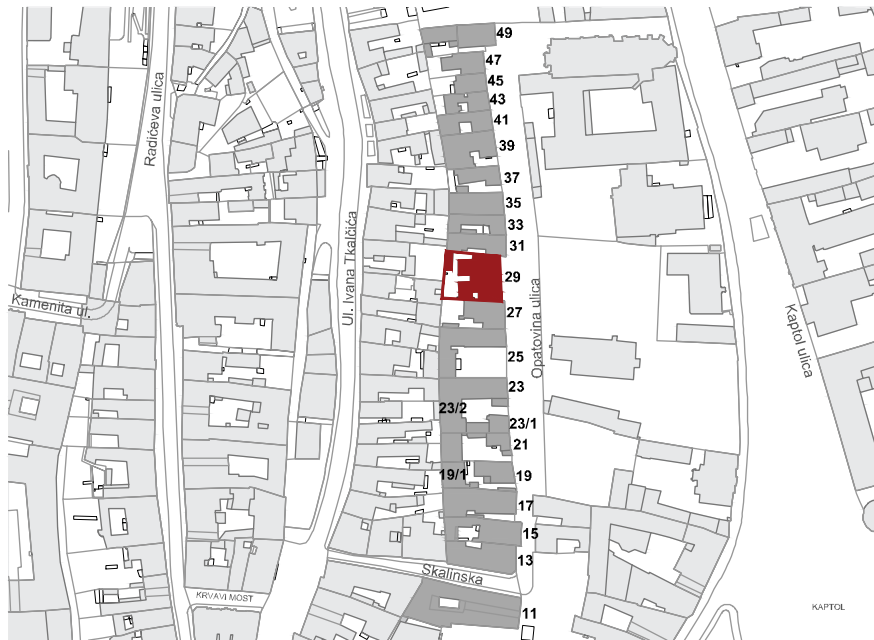 49
47
45
43
41
39
37
35
33
31
29
27
25
23
23/2
23/1
21
19/1
19
17
15
13
11
Radićeva ulica
Ul. Ivana Tkalčića
Opatovina ulica
Kaptol ulica
Kamenita ul.
Skalinska
KRVAVI MOST
KAPTOL